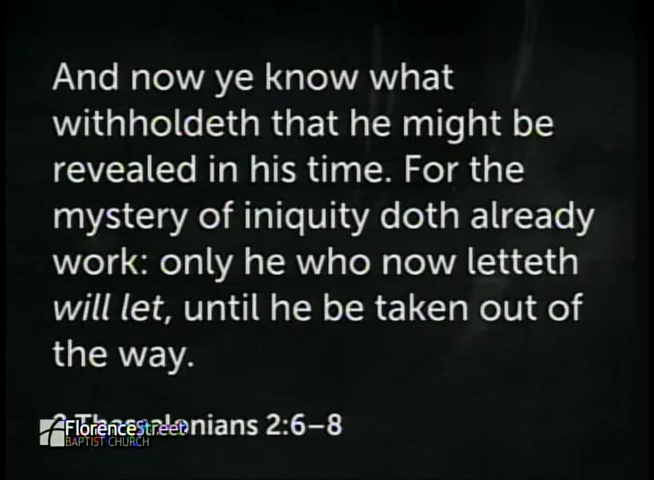 And now ye know what
withholdeth that he might be
revealed in his time. For the
mystery of iniquity doth already
work: only he who now letteth
will let, until he be taken out of
the way.
2 Thessalonians 2:6–8
FlorenceStreet
BAPTIST CHURCH